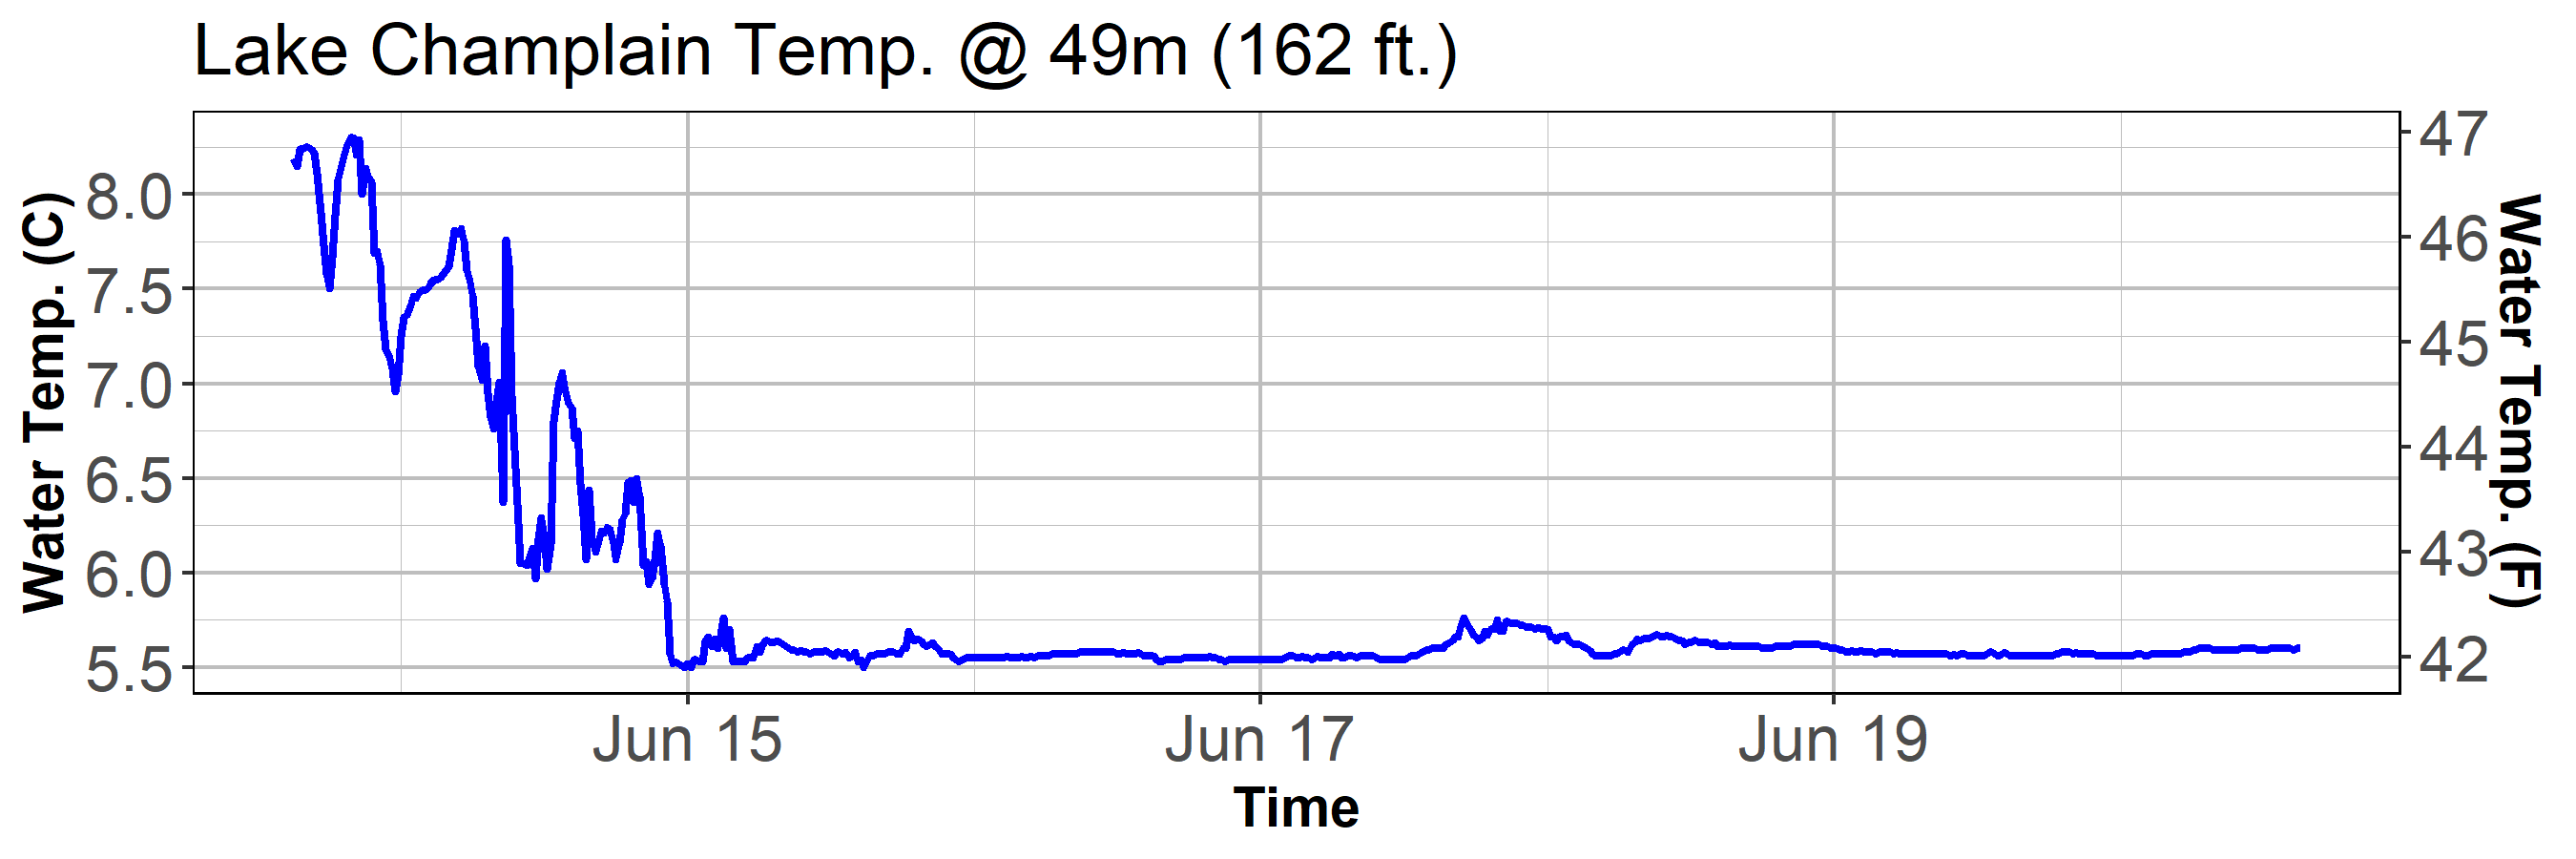 Lake Champlain Temp. @ 49m (162 ft.)
Water Temp. (C)
8.0
7.5
7.0
6.5
6.0
5.5
47
46
45
44
43
42
Water Temp. (F)
Jun 15 Jun 17 Jun 19
Time